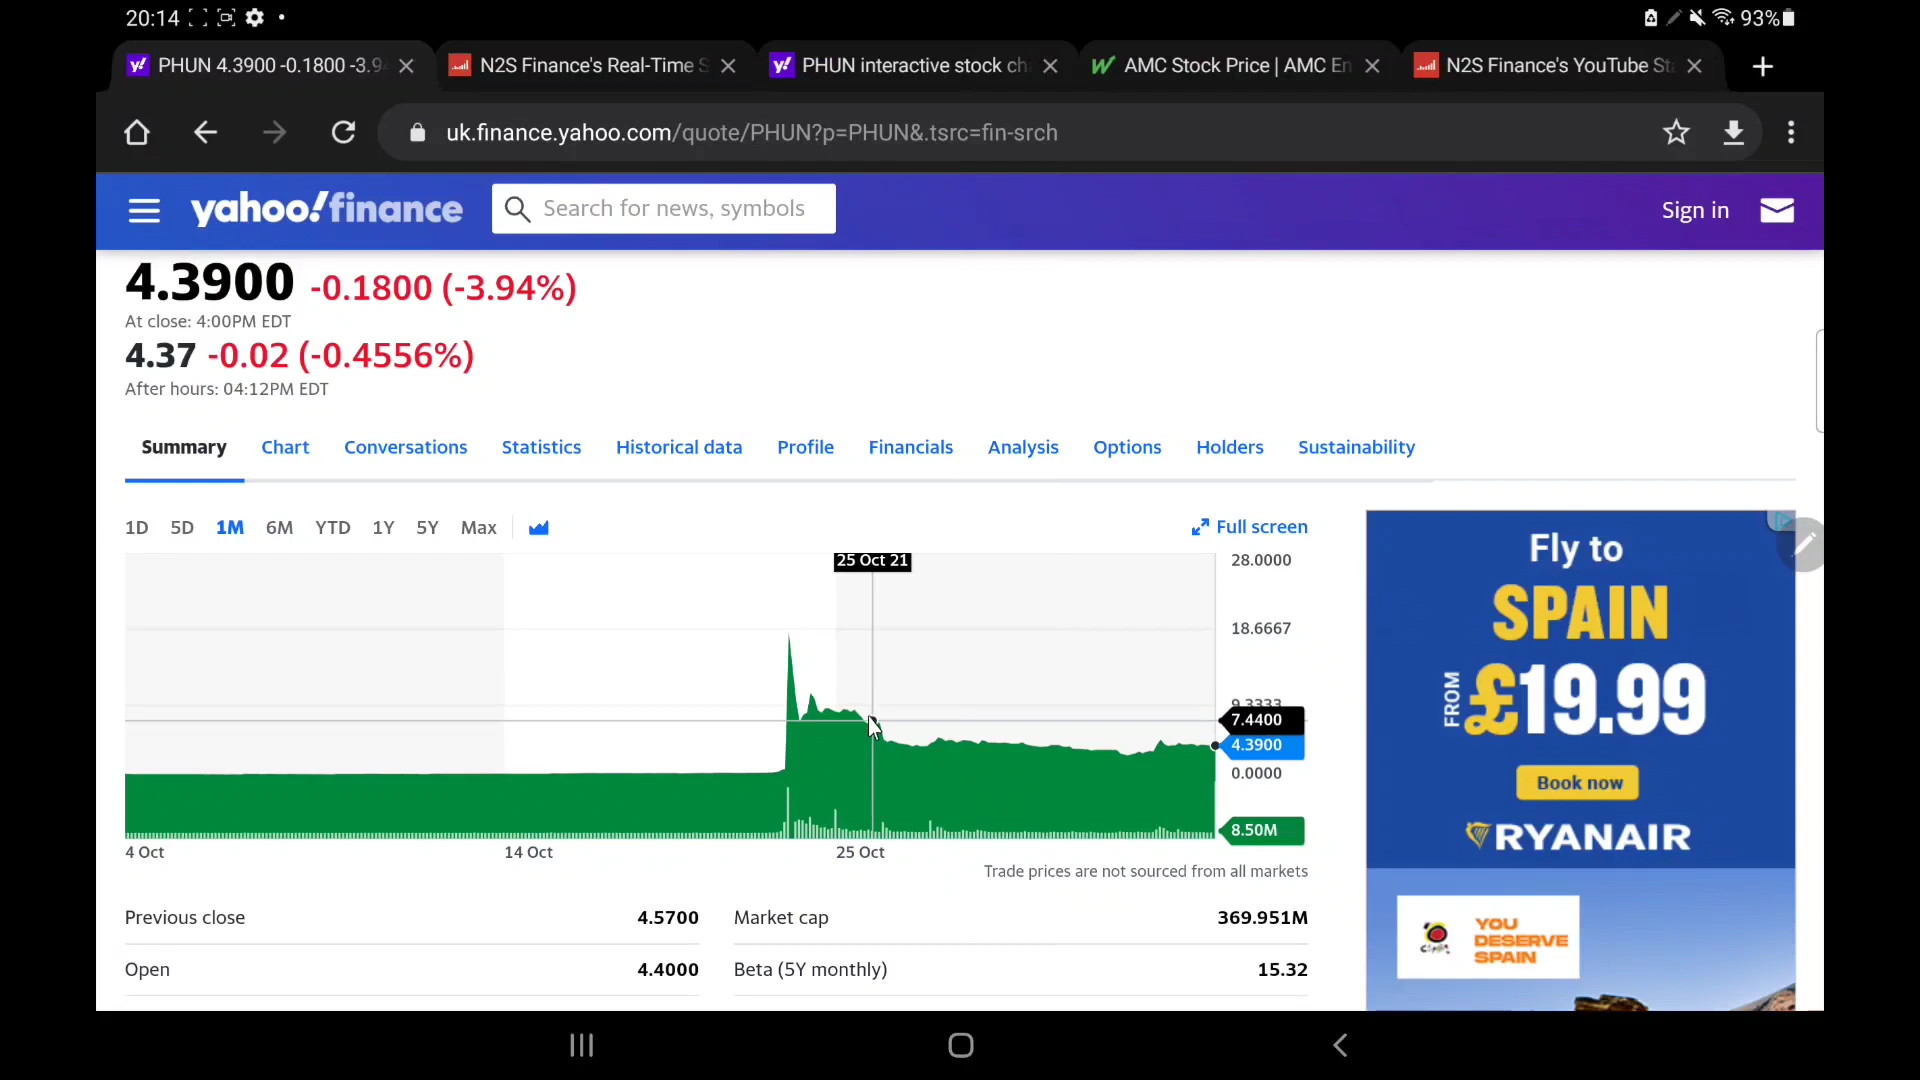 20:14
93%
PHUN 4.3900 -0.1800 -3.9
N2S Finance's Real-Time S
PHUN interactive stock ch
AMC Stock Price | AMC En
N2S Finance's YouTube St
uk.finance.yahoo.com/quote/PHUN?p=PHUN&.tsrc=fin-srch
yahoo!finance
Search for news, symbols
Sign in
4.3900 -0.1800 (-3.94%)
At close: 4:00PM EDT
4.37 -0.02 (-0.4556%)
After hours: 04:12PM EDT
Summary Chart Conversations Statistics Historical data Profile Financials Analysis Options Holders Sustainability
1D 5D 1M 6M YTD 1Y 5Y Max
Full screen
25 Oct 21
28.0000
18.6667
9.3333
7.4400
4.3900
0.0000
8.50M
4 Oct 14 Oct 25 Oct
Trade prices are not sourced from all markets
Previous close 4.5700
Market cap 369.951M
Open 4.4000
Beta (5Y monthly) 15.32
Fly to
SPAIN
FROM £19.99
Book now
RYANAIR
YOU
DESERVE
SPAIN